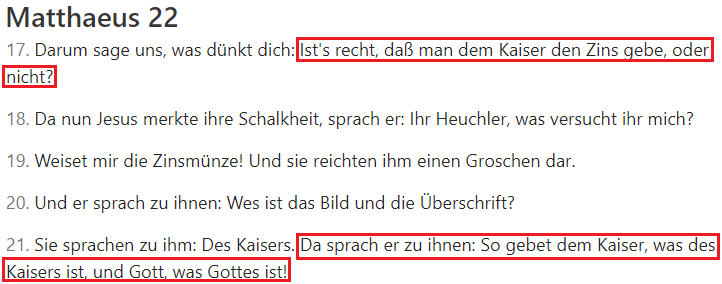 Matthaeus 22
17. Darum sage uns, was dünkt dich: Ist's recht, daß man dem Kaiser den Zins gebe, oder
nicht?
18. Da nun Jesus merkte ihre Schalkheit, sprach er: Ihr Heuchler, was versucht ihr mich?
19. Weiset mir die Zinsmünze! Und sie reichten ihm einen Groschen dar.
20. Und er sprach zu ihnen: Wes ist das Bild und die Überschrift?
21. Sie sprachen zu ihm: Des Kaisers. Da sprach er zu ihnen: So gebet dem Kaiser, was des
Kaisers ist, und Gott, was Gottes ist!